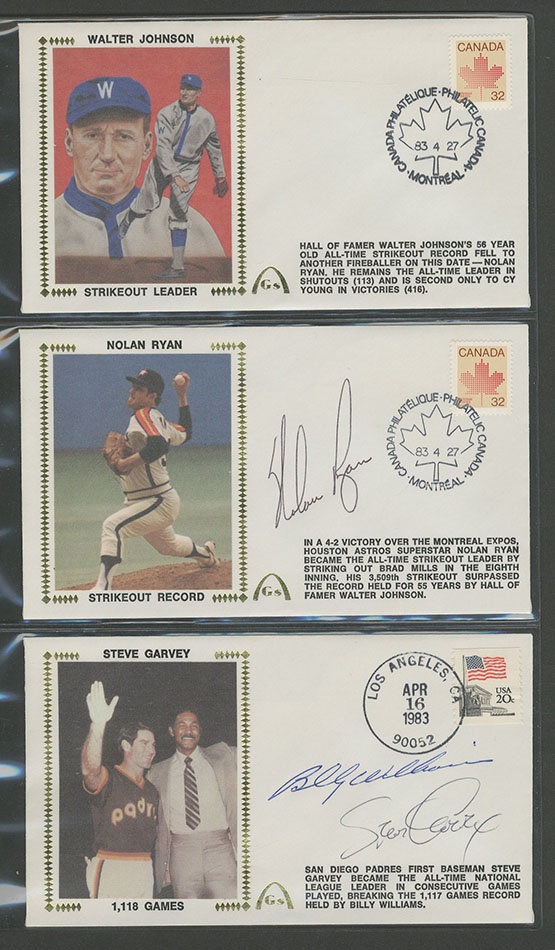 WALTER JOHNSON
W
CANADA
32
CANADA PHILATÉLIQUE · PHILATELIC CANADA
83 4 27
· MONTRÉAL ·
HALL OF FAMER WALTER JOHNSON'S 56 YEAR
OLD ALL-TIME STRIKEOUT RECORD FELL TO
ANOTHER FIREBALLER ON THIS DATE — NOLAN
RYAN, HE REMAINS THE ALL-TIME LEADER IN
SHUTOUTS (113) AND IS SECOND ONLY TO CY
YOUNG IN VICTORIES (416).
STRIKEOUT LEADER
Gs
NOLAN RYAN
CANADA
32
CANADA PHILATÉLIQUE · PHILATELIC CANADA
83 4 27
· MONTRÉAL ·
Nolan Ryan
IN A 4-2 VICTORY OVER THE MONTREAL EXPOS,
HOUSTON ASTROS SUPERSTAR NOLAN RYAN
BECAME THE ALL-TIME STRIKEOUT LEADER BY
STRIKING OUT BRAD MILLS IN THE EIGHTH
INNING. HIS 3,509th STRIKEOUT SURPASSED
THE RECORD HELD FOR 55 YEARS BY HALL OF
FAMER WALTER JOHNSON.
STRIKEOUT RECORD
Gs
STEVE GARVEY
LOS ANGELES, CA
APR
16
1983
90052
USA
20c
padres
Billy Williams
Steve Garvey
SAN DIEGO PADRES FIRST BASEMAN STEVE
GARVEY BECAME THE ALL-TIME NATIONAL
LEAGUE LEADER IN CONSECUTIVE GAMES
PLAYED, BREAKING THE 1,117 GAMES RECORD
HELD BY BILLY WILLIAMS.
1,118 GAMES
Gs